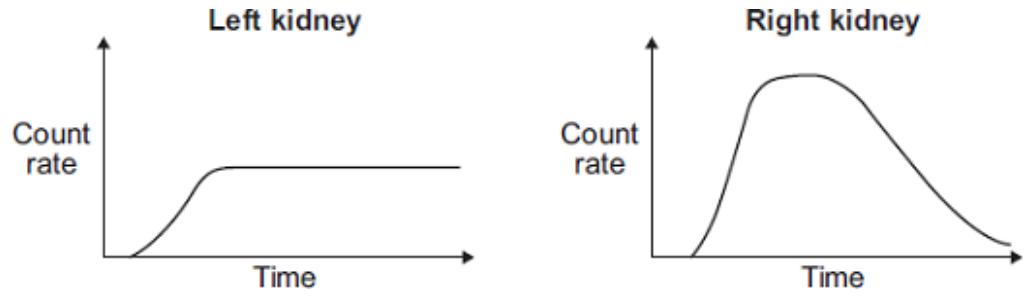 Left kidney
Count
rate
Time
Right kidney
Count
rate
Time